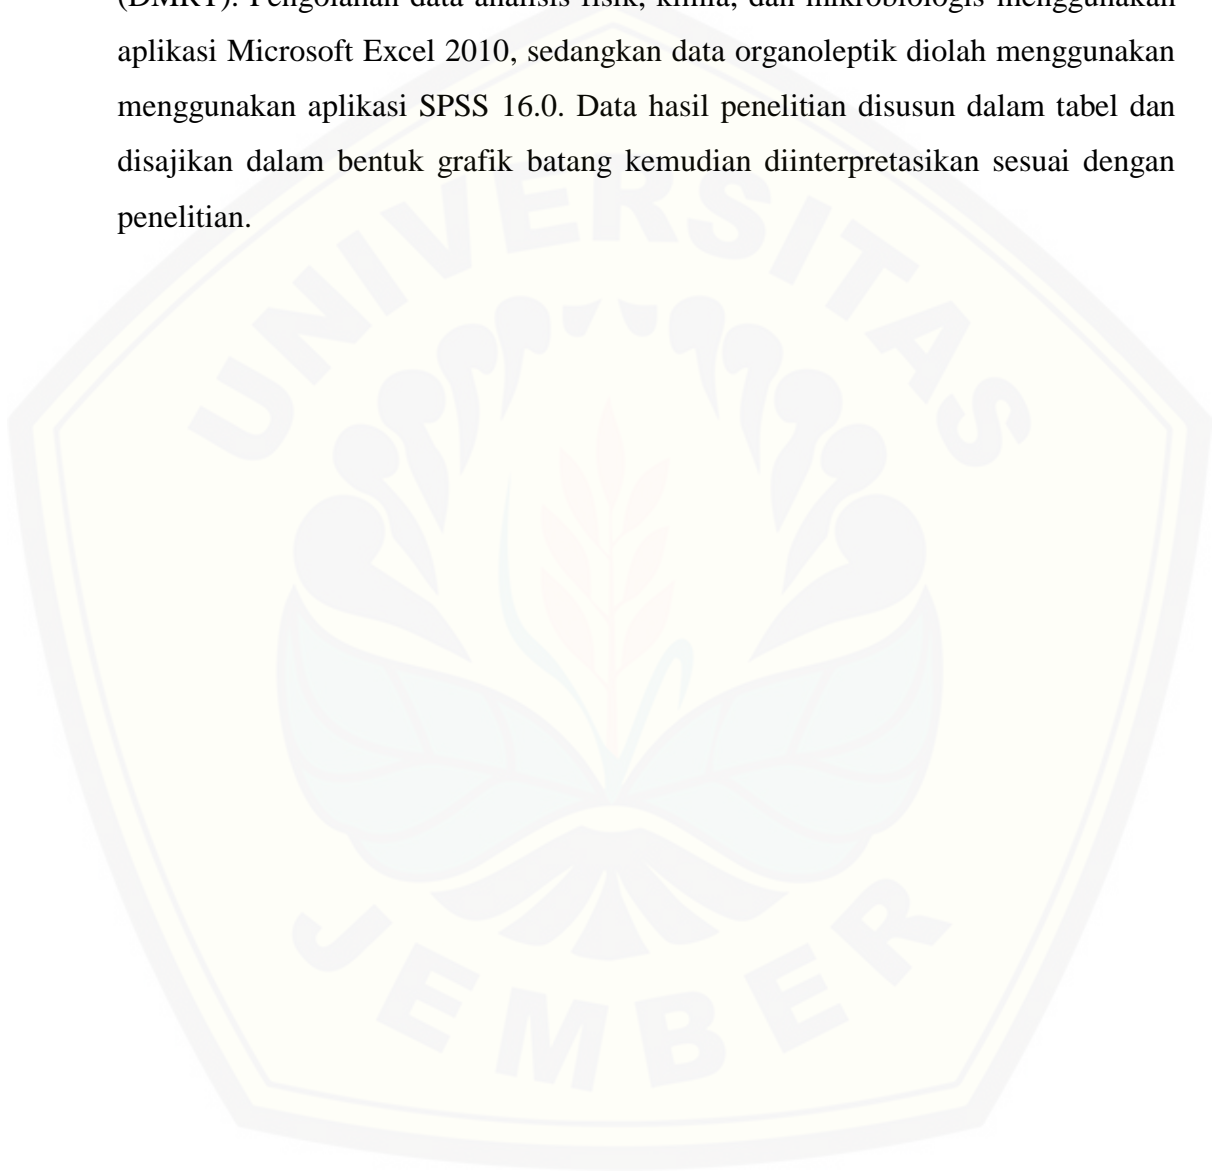 (DMRT). Pengolahan data analisis fisik, kimia, dan mikrobiologis menggunakan
aplikasi Microsoft Excel 2010, sedangkan data organoleptik diolah menggunakan
menggunakan aplikasi SPSS 16.0. Data hasil penelitian disusun dalam tabel dan
disajikan dalam bentuk grafik batang kemudian diinterpretasikan sesuai dengan
penelitian.
UNIVERSITAS
JEMBER